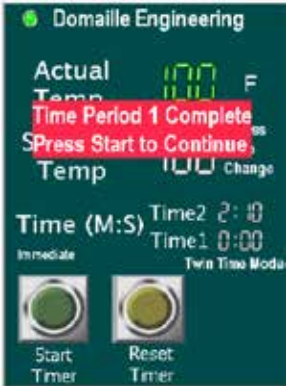 Domaille Engineering
Actual
100 F
Temp
Time Period 1 Complete
Press Start to Continue
Temp 100 Change
Time (M:S) Time2 2:10
Time1 0:00
Immediate Twin Time Mode
Start Timer
Reset Timer